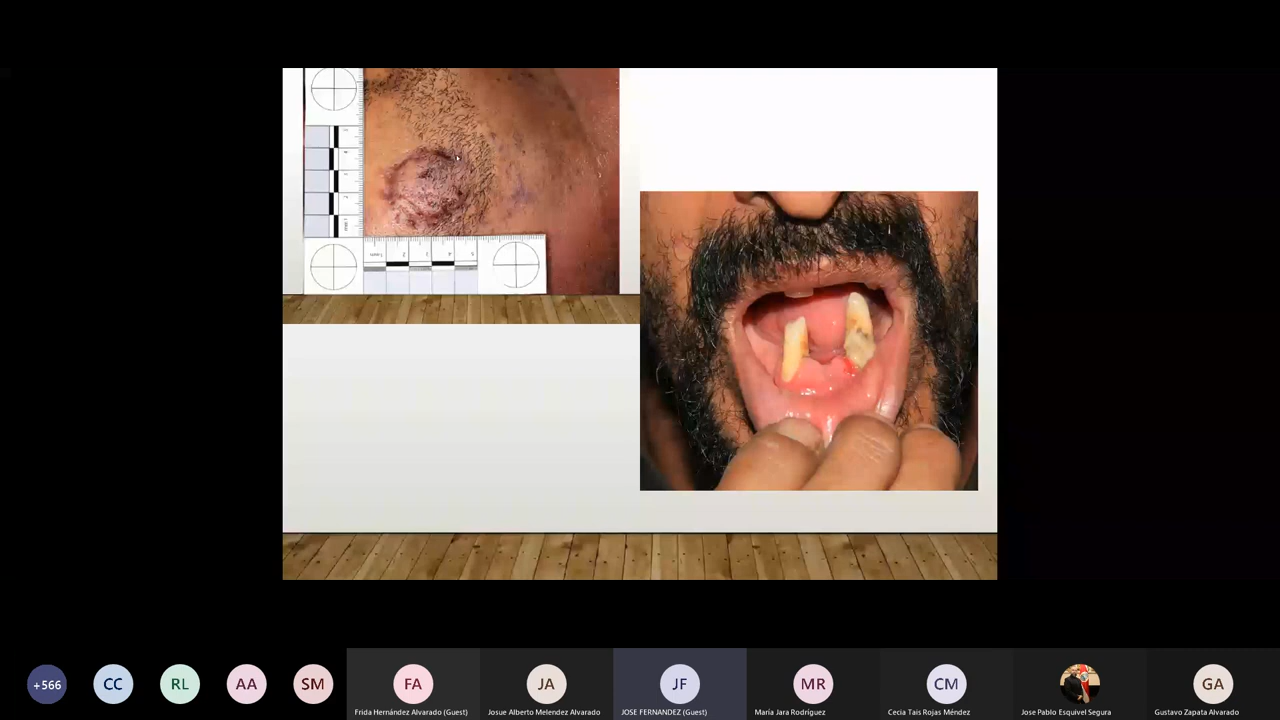 +566
CC
RL
AA
SM
FA
JA
JF
MR
CM
GA
Frida Hernández Alvarado (Guest)
Josue Alberto Melendez Alvarado
JOSE FERNANDEZ (Guest)
María Jara Rodríguez
Cecia Tais Rojas Méndez
Jose Pablo Esquivel Segura
Gustavo Zapata Alvarado